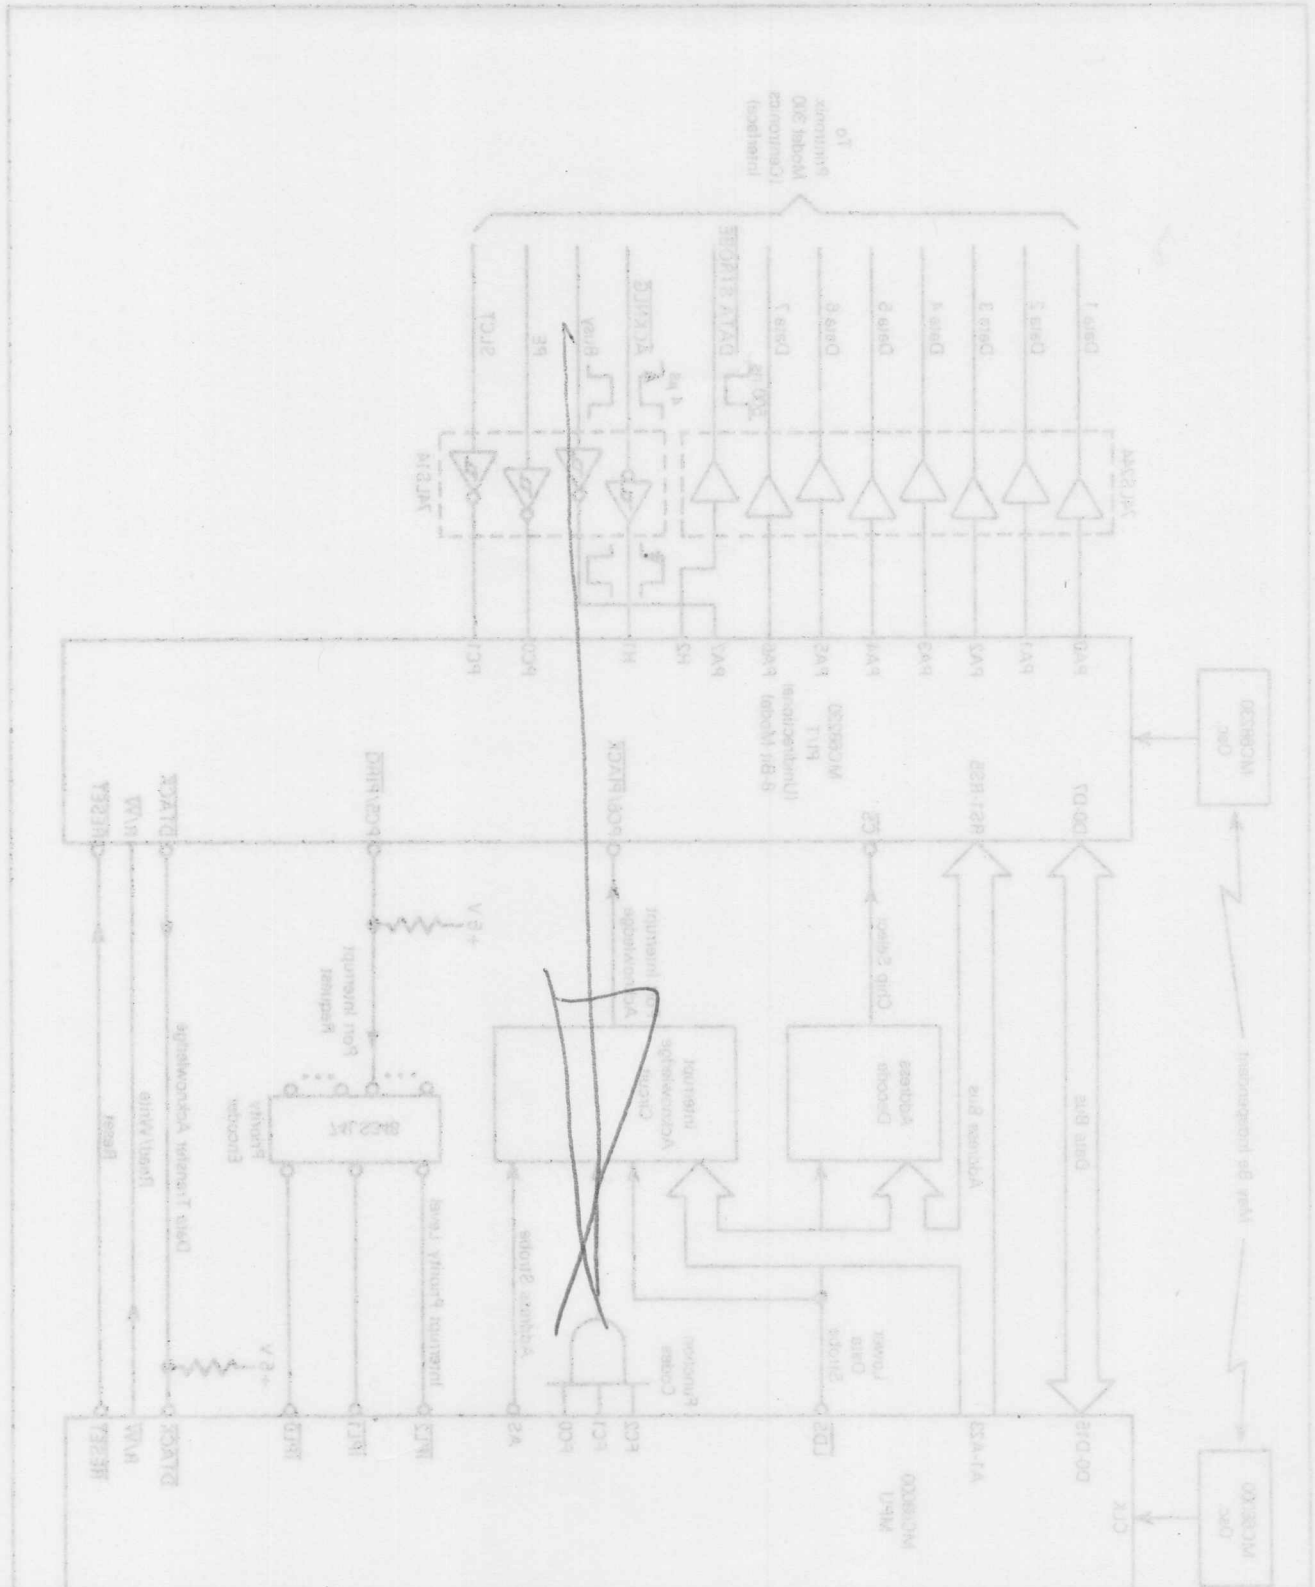 To
Printronix
Model 300
(Centronics
Interface)
SLCT
PE
Busy
ACKNLG
DATA STROBE
Data 7
Data 6
Data 5
Data 4
Data 3
Data 2
Data 1
4 μs
74LS14
74LS244
PC1
PC0
H1
H2
PA7
PA6
PA5
PA4
PA3
PA2
PA1
PA0
MC68230
PI/T
(Unidirectional
8-Bit Mode)
RESET
R/W
DTACK
PC5/PIRQ
PC6/PIACK
CS
RS1-RS5
D0-D7
MC68230
Osc.
+5 V
Port Interrupt
Request
Port Interrupt
Acknowledge
Chip Select
Priority
Encoder
Interrupt
Acknowledge
Circuit
Address
Decode
Reset
Read/Write
Data Transfer Acknowledge
Interrupt Priority Level
Address Strobe
Function
Codes
Lower
Data
Strobe
Address Bus
Data Bus
May Be Independent
+5 V
RESET
R/W
DTACK
IPL0
IPL1
IPL2
AS
FC0
FC1
FC2
LDS
A1-A23
D0-D15
CLK
MC68000
MPU
MC68000
Osc.